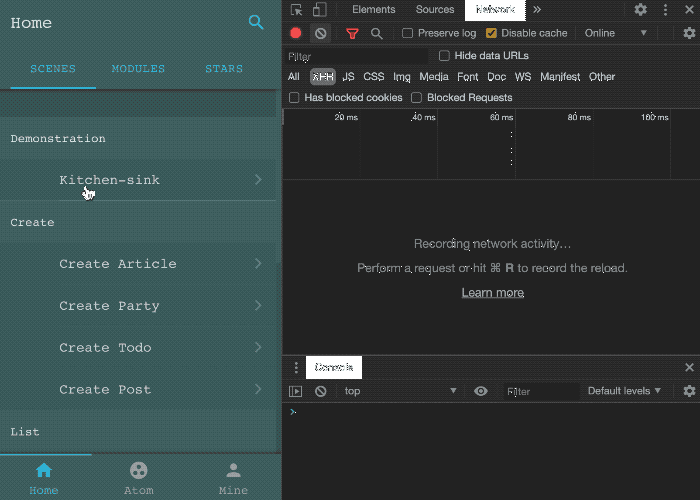 Home
SCENES MODULES STARS
Demonstration
Kitchen-sink
Create
Create Article
Create Party
Create Todo
Create Post
List
Home Atom Mine
Elements Sources Network »
Preserve log Disable cache Online
Filter Hide data URLs
All XHR JS CSS Img Media Font Doc WS Manifest Other
Has blocked cookies Blocked Requests
20 ms 40 ms 60 ms 80 ms 100 ms
Recording network activity…
Perform a request or hit ⌘ R to record the reload.
Learn more
Console
top Filter Default levels